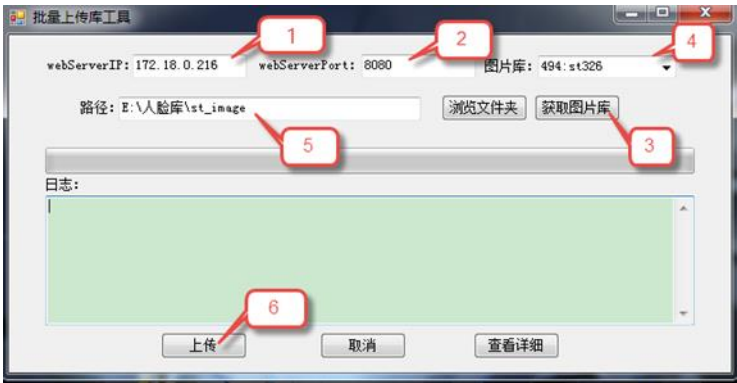 批量上传库工具
1
2
4
webServerIP: 172.18.0.216 webServerPort: 8080 图片库: 494:st326
路径: E:\人脸库\st_image 浏览文件夹 获取图片库
5
3
日志:
6
上传 取消 查看详细